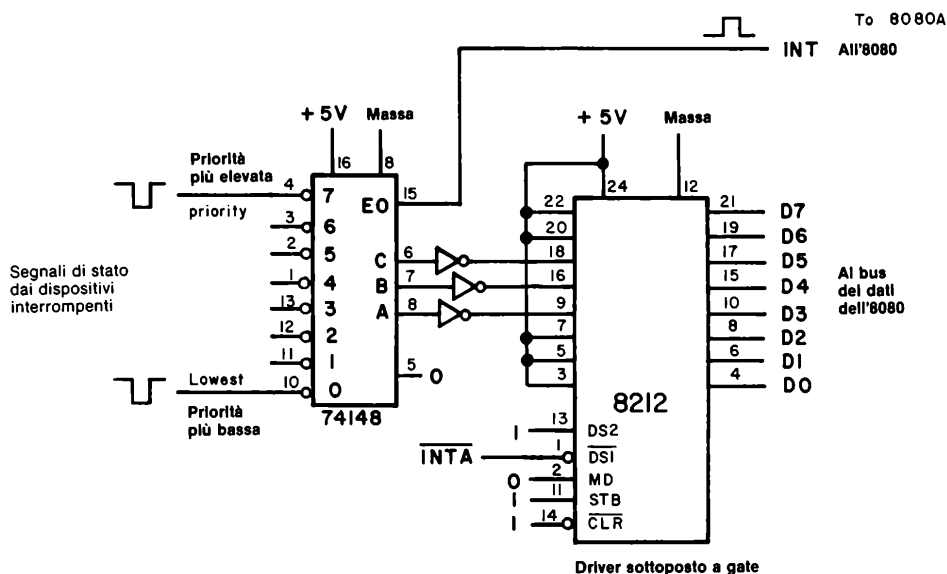 To 8080A
INT All'8080
+ 5V Massa
16 8
Priorità
più elevata
4 7 EO 15
priority
3 6
2 5
1 4
13 3
12 2
11 1
10 0
C 6
B 7
A 8
5 0
Segnali di stato
dai dispositivi
interrompenti
Lowest
Priorità
più bassa
74148
+ 5V Massa
24 12
22 21 D7
20 19 D6
18 17 D5
16 15 D4
9 10 D3
7 8 D2
5 6 D1
3 4 D0
Al bus
dei dati
dell'8080
8212
1 13 DS2
INTA 1 DS1
0 2 MD
1 11 STB
1 14 CLR
Driver sottoposto a gate